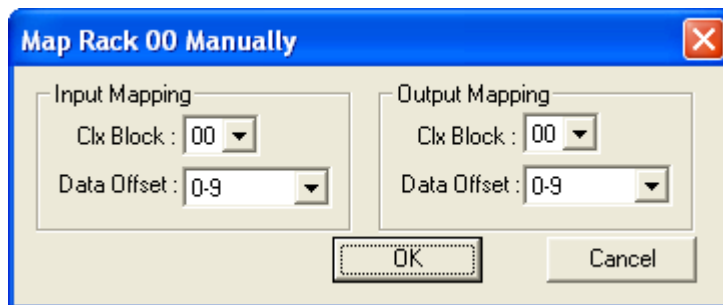 Map Rack 00 Manually
Input Mapping
Clx Block : 00
Data Offset : 0-9
Output Mapping
Clx Block : 00
Data Offset : 0-9
OK
Cancel